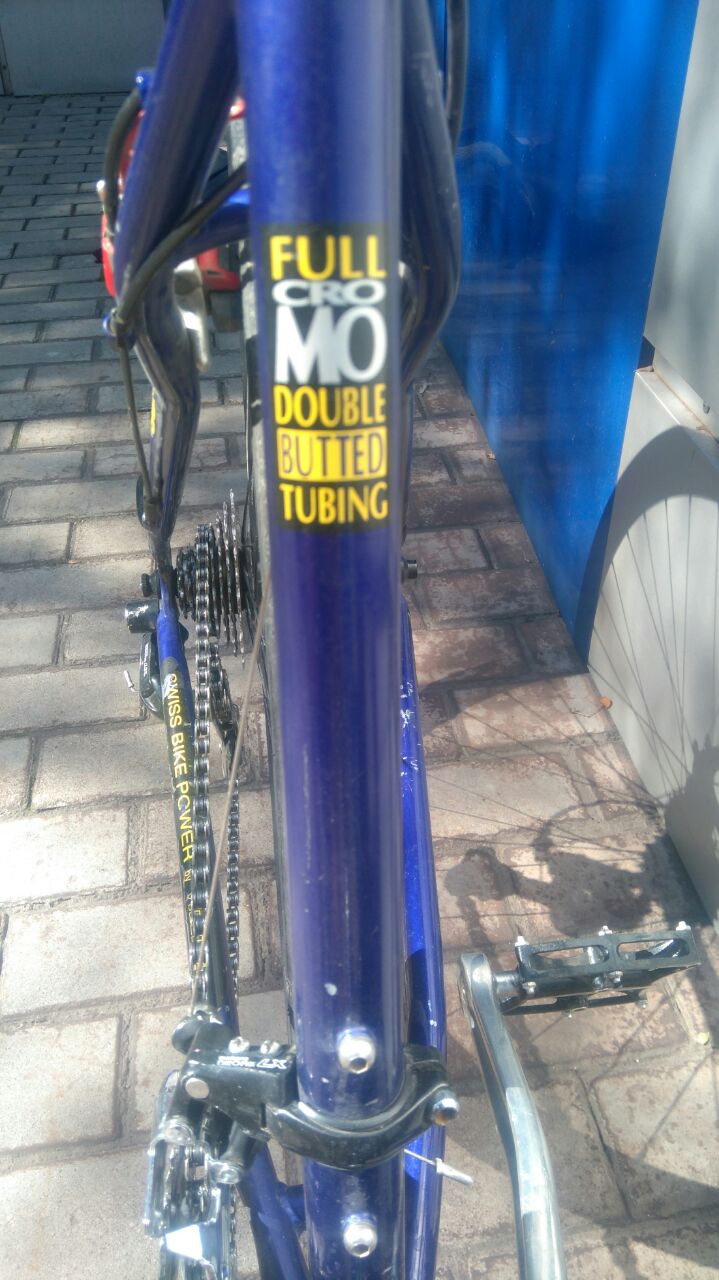 FULL
CRO
MO
DOUBLE
BUTTED
TUBING
SWISS BIKE POWER
LX